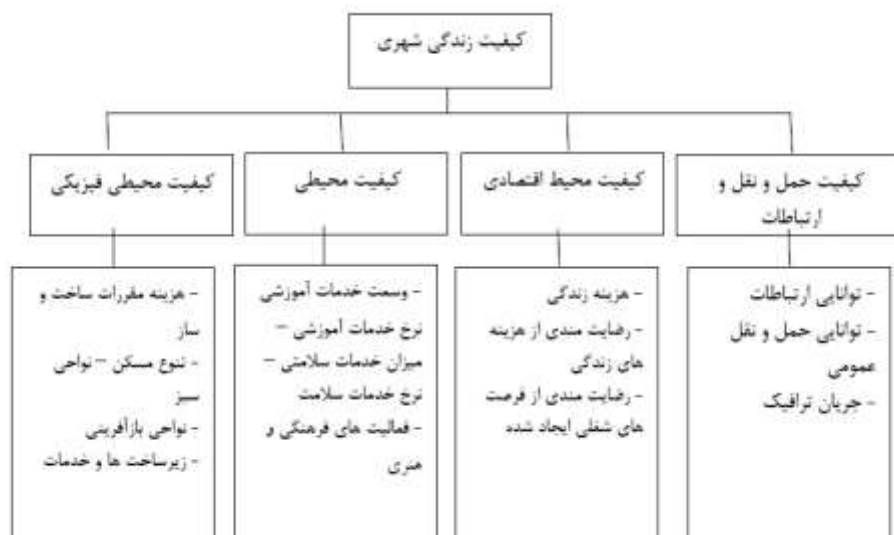 کیفیت زندگی شهری
کیفیت حمل و نقل و
ارتباطات
کیفیت محیط اقتصادی
کیفیت محیطی
کیفیت محیطی فیزیکی
- توانایی ارتباطات
- توانایی حمل و نقل
عمومی
- جریان ترافیک
- هزینه زندگی
- رضایت مندی از هزینه
های زندگی
- رضایت مندی از فرصت
های شغلی ایجاد شده
- وسعت خدمات آموزشی
نرخ خدمات آموزشی –
میزان خدمات سلامتی –
نرخ خدمات سلامت
- فعالیت های فرهنگی و
هنری
- هزینه مقررات ساخت و
ساز
- تنوع مسکن – نواحی
سبز
- نواحی بازآفرینی
- زیرساخت ها و خدمات